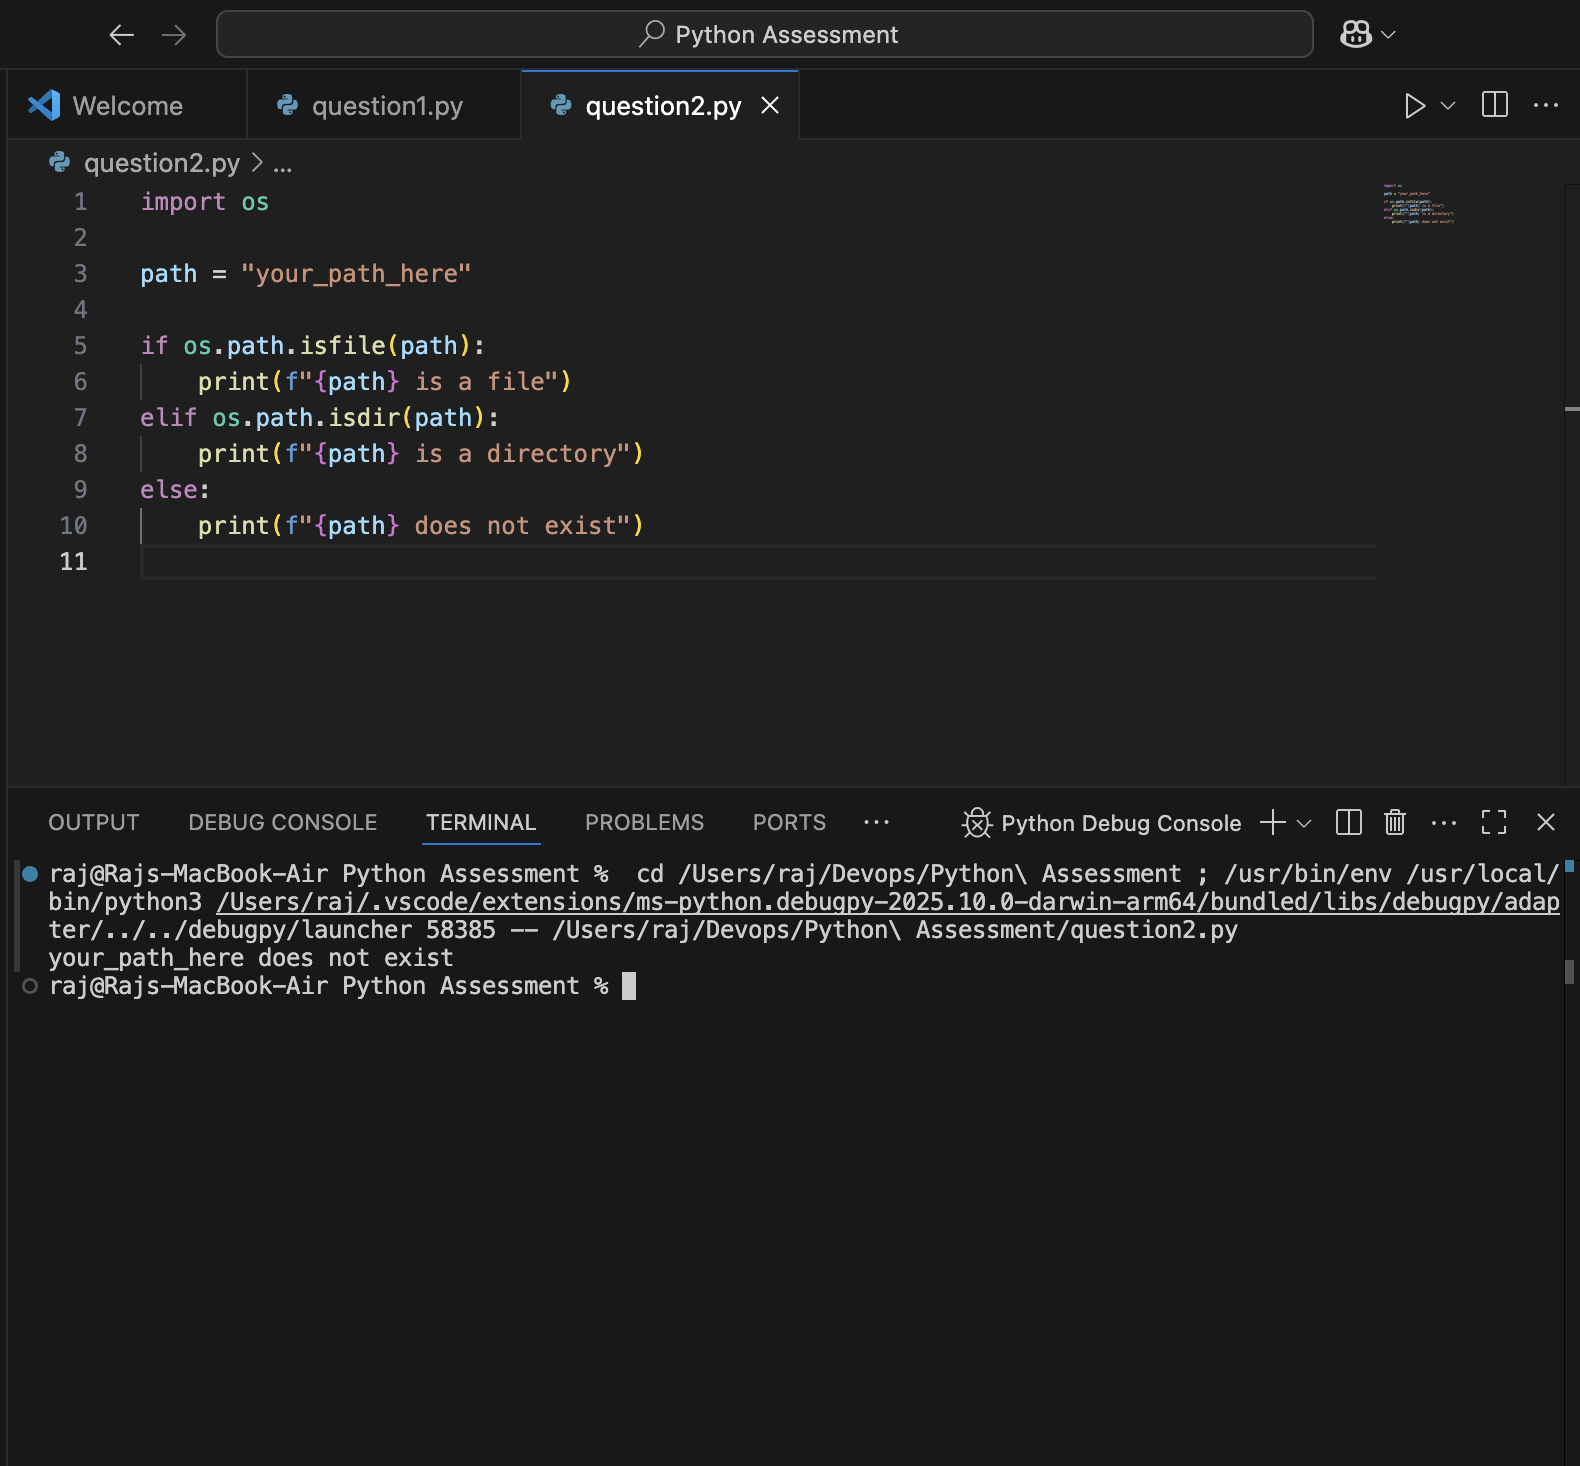 Python Assessment
Welcome
question1.py
question2.py
question2.py > ...
1 import os
2
3 path = "your_path_here"
4
5 if os.path.isfile(path):
6     print(f"{path} is a file")
7 elif os.path.isdir(path):
8     print(f"{path} is a directory")
9 else:
10     print(f"{path} does not exist")
11
OUTPUT DEBUG CONSOLE TERMINAL PROBLEMS PORTS ... Python Debug Console
raj@Rajs-MacBook-Air Python Assessment %  cd /Users/raj/Devops/Python\ Assessment ; /usr/bin/env /usr/local/
bin/python3 /Users/raj/.vscode/extensions/ms-python.debugpy-2025.10.0-darwin-arm64/bundled/libs/debugpy/adap
ter/../../debugpy/launcher 58385 -- /Users/raj/Devops/Python\ Assessment/question2.py
your_path_here does not exist
raj@Rajs-MacBook-Air Python Assessment %